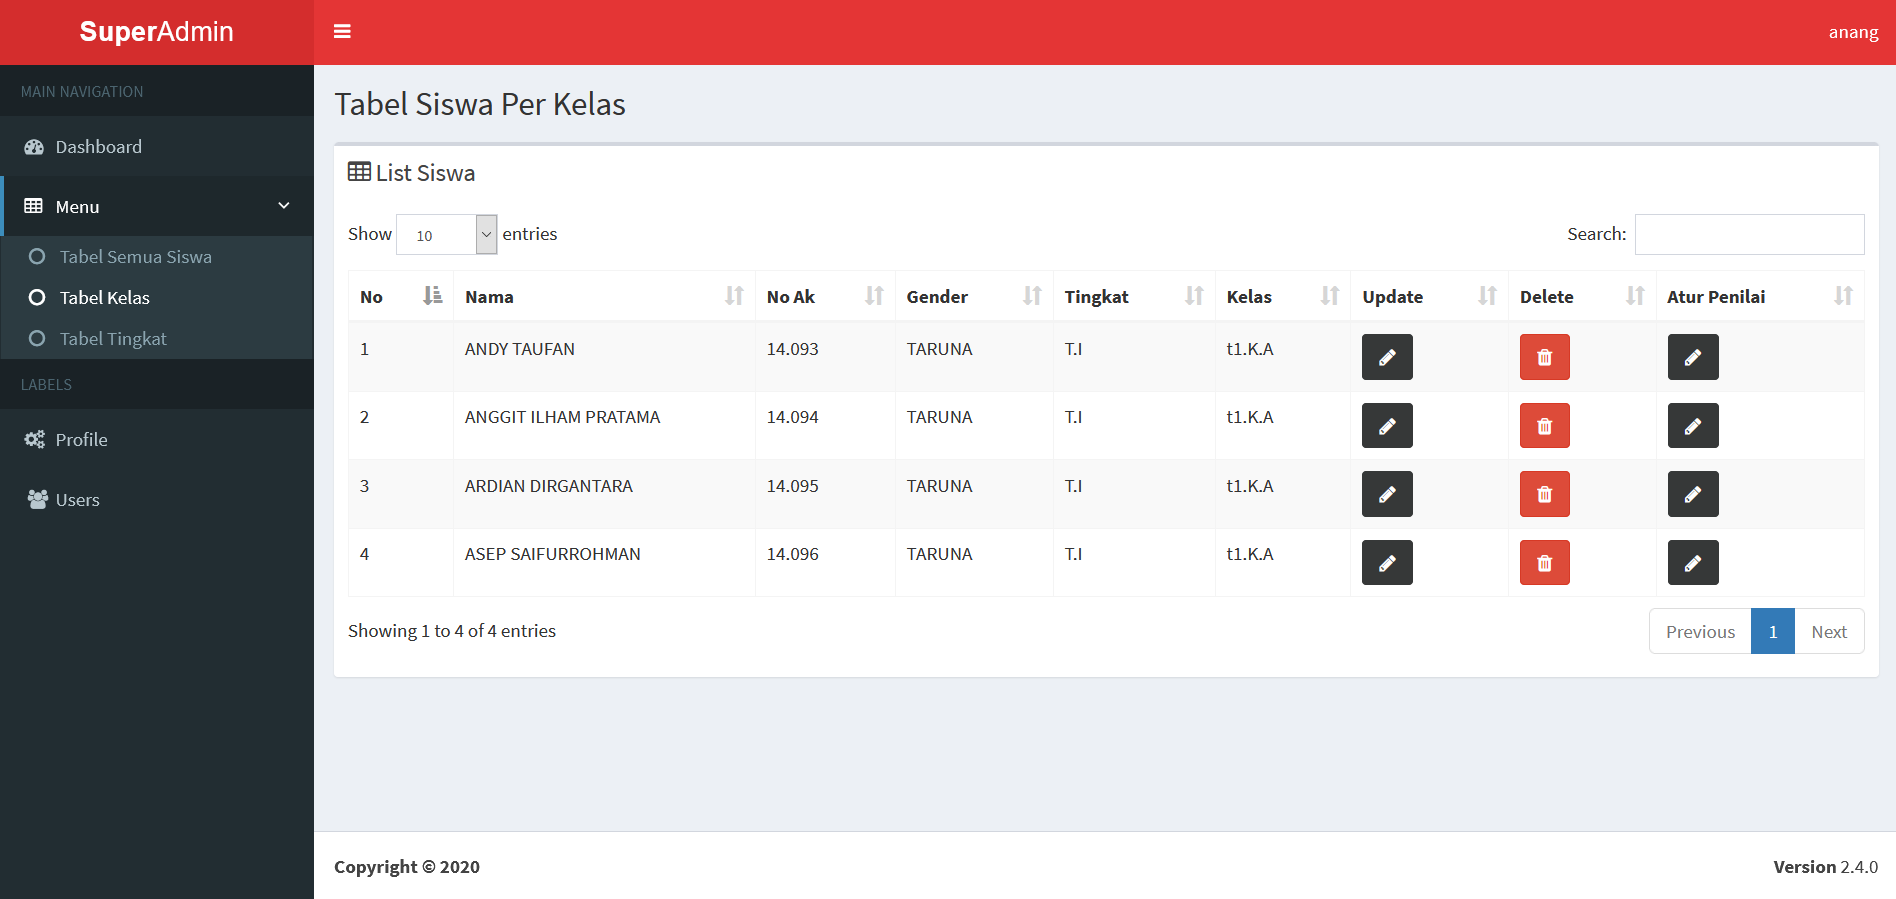 SuperAdmin
anang
MAIN NAVIGATION
Dashboard
Menu
Tabel Semua Siswa
Tabel Kelas
Tabel Tingkat
LABELS
Profile
Users
Tabel Siswa Per Kelas
List Siswa
Show 10 entries
Search:
No Nama No Ak Gender Tingkat Kelas Update Delete Atur Penilai
1 ANDY TAUFAN 14.093 TARUNA T.I t1.K.A
2 ANGGIT ILHAM PRATAMA 14.094 TARUNA T.I t1.K.A
3 ARDIAN DIRGANTARA 14.095 TARUNA T.I t1.K.A
4 ASEP SAIFURROHMAN 14.096 TARUNA T.I t1.K.A
Showing 1 to 4 of 4 entries
Previous 1 Next
Copyright © 2020
Version 2.4.0